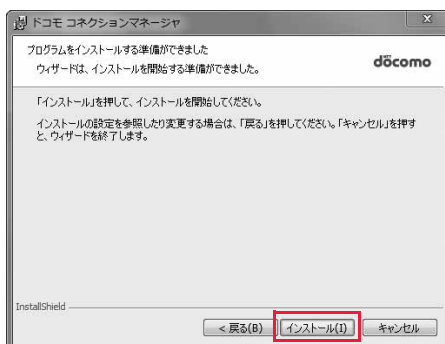 ドコモ コネクションマネージャ
プログラムをインストールする準備ができました
ウィザードは、インストールを開始する準備ができました。
döcomo
「インストール」を押して、インストールを開始してください。
インストールの設定を参照したり変更する場合は、「戻る」を押してください。「キャンセル」を押す
と、ウィザードを終了します。
InstallShield
< 戻る(B)
インストール(I)
キャンセル